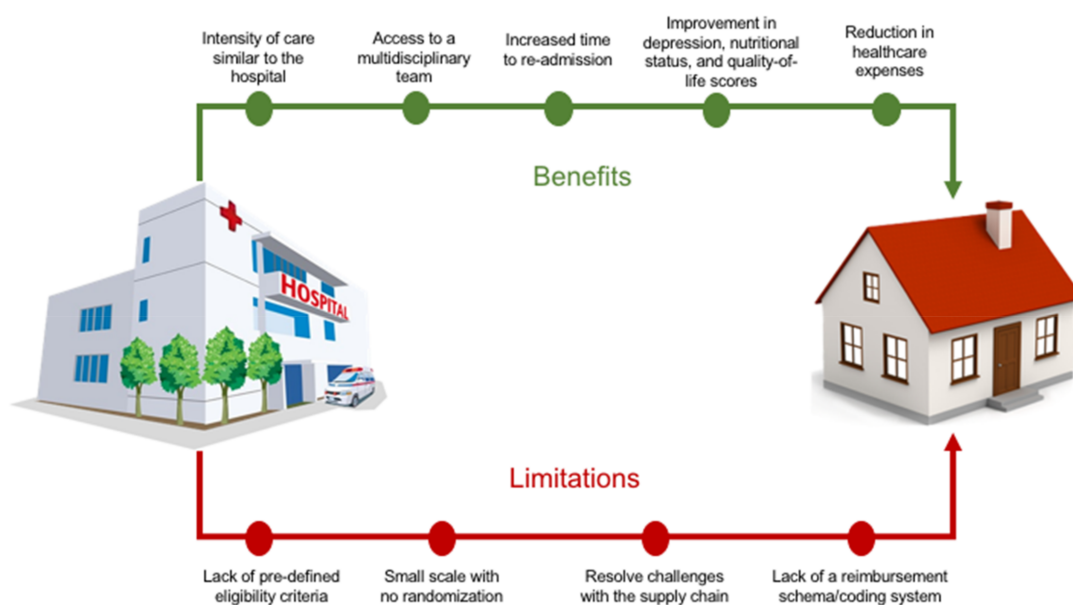 Intensity of care
similar to the
hospital
Access to a
multidisciplinary
team
Increased time
to re-admission
Improvement in
depression, nutritional
status, and quality-of-
life scores
Reduction in
healthcare
expenses
Benefits
HOSPITAL
Limitations
Lack of pre-defined
eligibility criteria
Small scale with
no randomization
Resolve challenges
with the supply chain
Lack of a reimbursement
schema/coding system